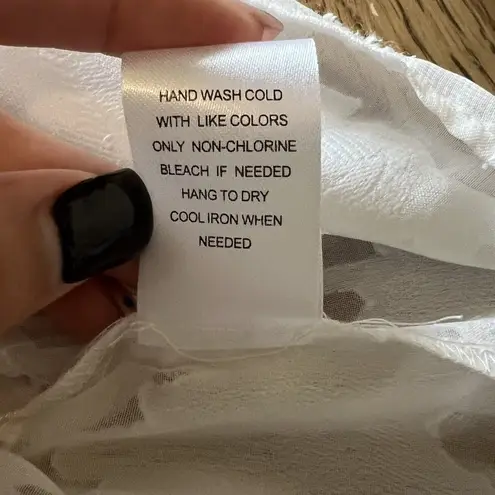 HAND WASH COLD
WITH LIKE COLORS
ONLY NON-CHLORINE
BLEACH IF NEEDED
HANG TO DRY
COOL IRON WHEN
NEEDED